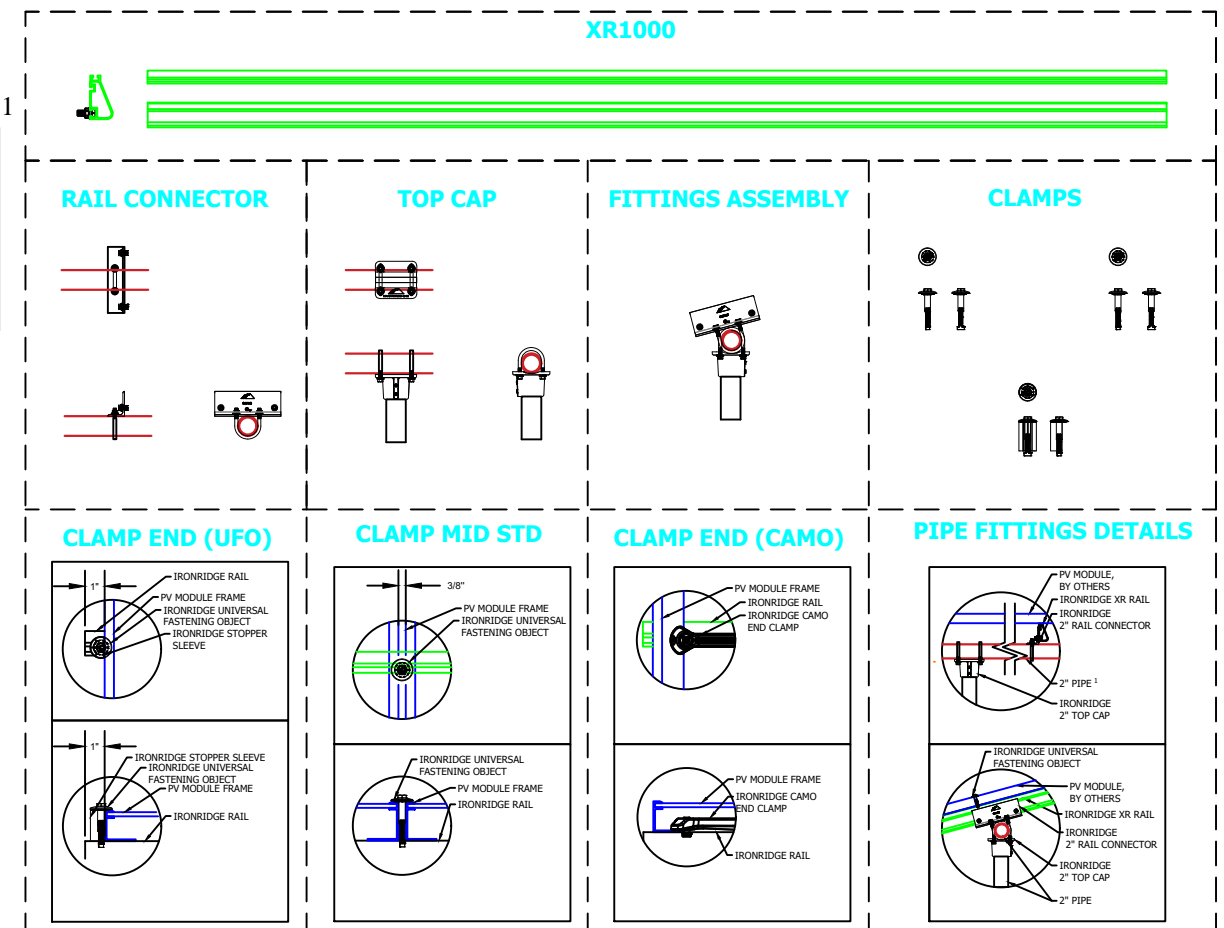 XR1000
1
RAIL CONNECTOR
TOP CAP
FITTINGS ASSEMBLY
CLAMPS
CLAMP END (UFO)
1"
IRONRIDGE RAIL
PV MODULE FRAME
IRONRIDGE UNIVERSAL
FASTENING OBJECT
IRONRIDGE STOPPER
SLEEVE
1"
IRONRIDGE STOPPER SLEEVE
IRONRIDGE UNIVERSAL
FASTENING OBJECT
PV MODULE FRAME
IRONRIDGE RAIL
CLAMP MID STD
3/8"
PV MODULE FRAME
IRONRIDGE UNIVERSAL
FASTENING OBJECT
IRONRIDGE UNIVERSAL
FASTENING OBJECT
PV MODULE FRAME
IRONRIDGE RAIL
CLAMP END (CAMO)
PV MODULE FRAME
IRONRIDGE RAIL
IRONRIDGE CAMO
END CLAMP
PV MODULE FRAME
IRONRIDGE CAMO
END CLAMP
IRONRIDGE RAIL
PIPE FITTINGS DETAILS
PV MODULE,
BY OTHERS
IRONRIDGE XR RAIL
IRONRIDGE
2" RAIL CONNECTOR
2" PIPE 1
IRONRIDGE
2" TOP CAP
IRONRIDGE UNIVERSAL
FASTENING OBJECT
PV MODULE,
BY OTHERS
IRONRIDGE XR RAIL
IRONRIDGE
2" RAIL CONNECTOR
IRONRIDGE
2" TOP CAP
2" PIPE